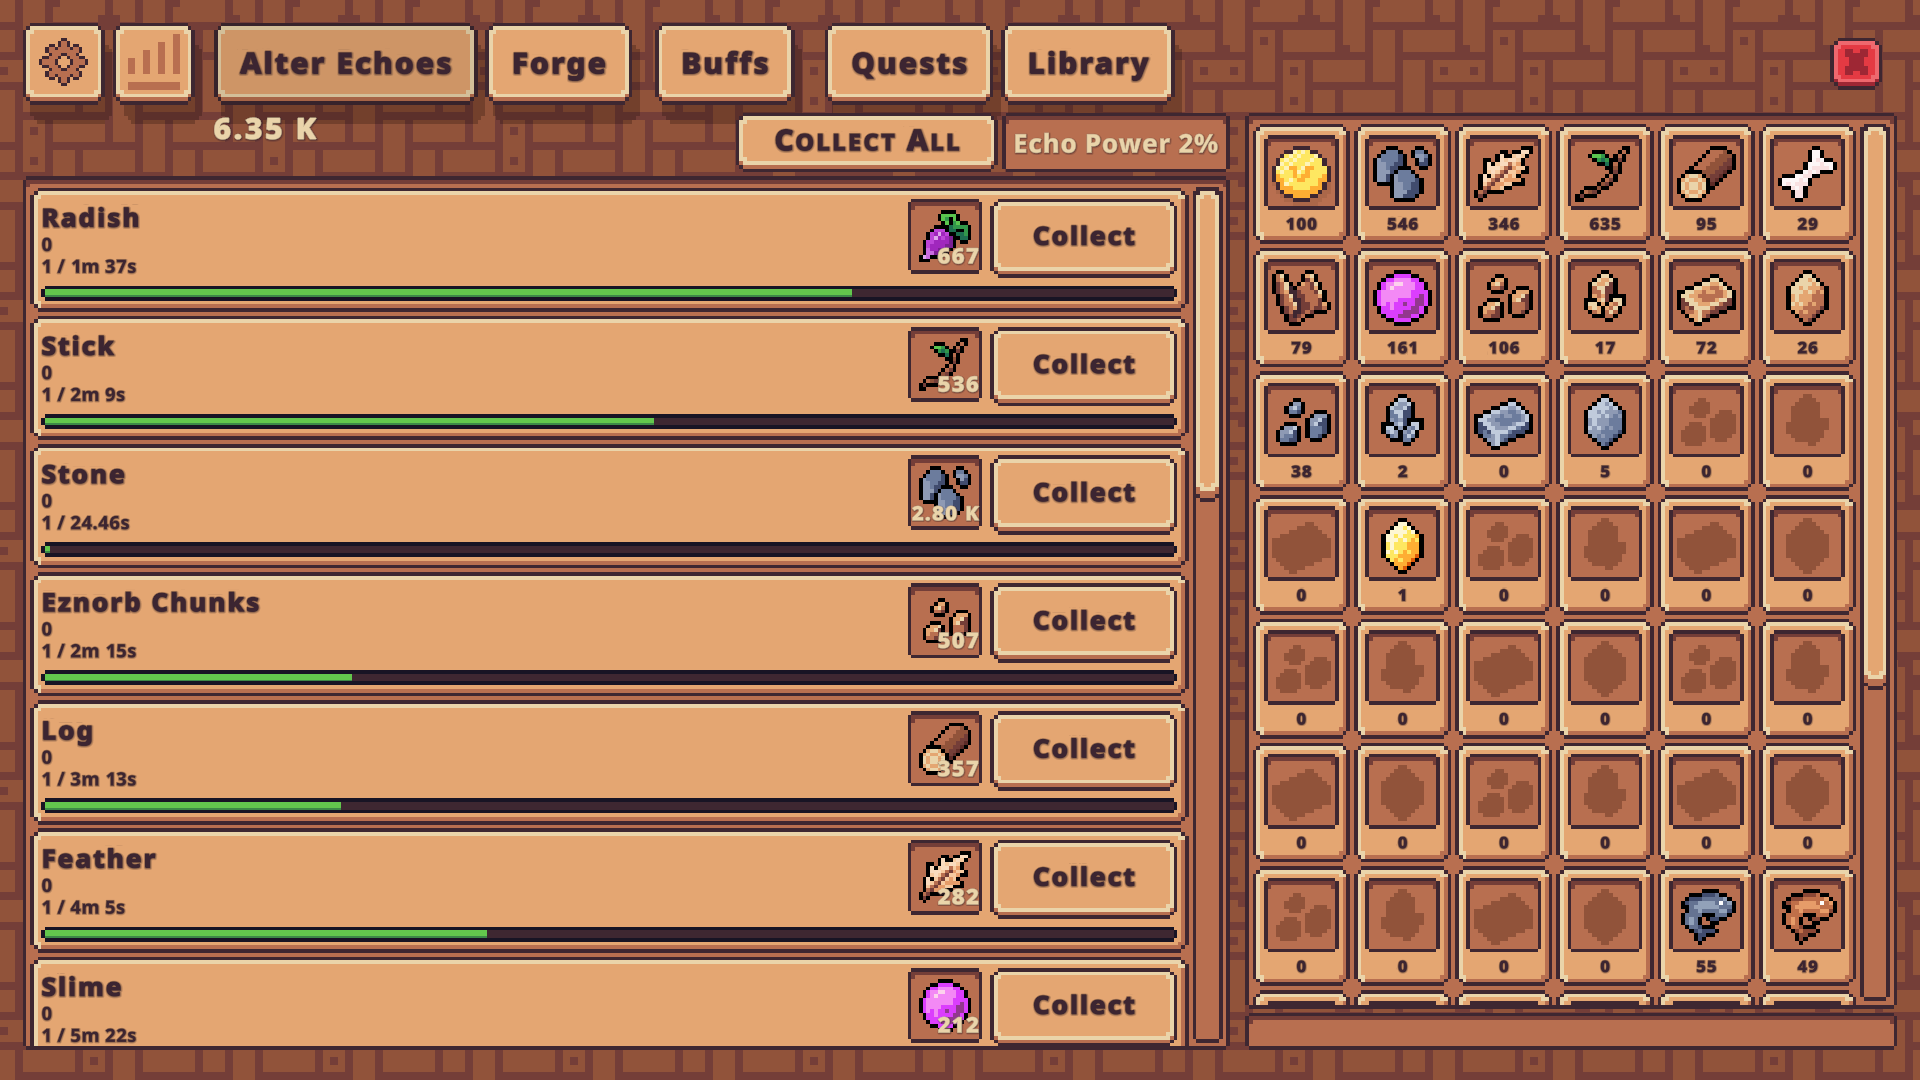 Alter Echoes Forge Buffs Quests Library
6.35 K
Collect All Echo Power 2%
Radish
0
1 / 1m 37s
667
Collect
Stick
0
1 / 2m 9s
536
Collect
Stone
0
1 / 24.46s
2.80 K
Collect
Eznorb Chunks
0
1 / 2m 15s
507
Collect
Log
0
1 / 3m 13s
357
Collect
Feather
0
1 / 4m 5s
282
Collect
Slime
0
1 / 5m 22s
212
Collect
100 546 346 635 95 29
79 161 106 17 72 26
38 2 0 5 0 0
0 1 0 0 0 0
0 0 0 0 0 0
0 0 0 0 0 0
0 0 0 0 55 49